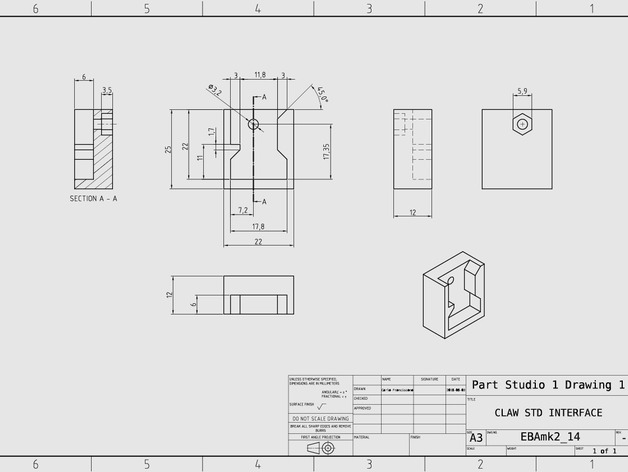 6 5 4 3 2 1
6 3,5
SECTION A - A
3 11,8 3
ø3,2
A
45,0°
1,7
25
22
11
17,35
A
7,2
17,8
22
12
5,9
12
6
UNLESS OTHERWISE SPECIFIED,
DIMENSIONS ARE IN MILLIMETERS
ANGULAR = ± °
FRACTIONAL = ±
SURFACE FINISH
DO NOT SCALE DRAWING
BREAK ALL SHARP EDGES AND REMOVE
BURRS
FIRST ANGLE PROJECTION
NAME SIGNATURE DATE
DRAWN
CHECKED
APPROVED
MATERIAL FINISH
Part Studio 1 Drawing 1
TITLE
CLAW STD INTERFACE
SIZE DRAWING REV
A3 EBAmk2_14 -
SCALE WEIGHT SHEET
1 of 1
6 5 4 3 2 1